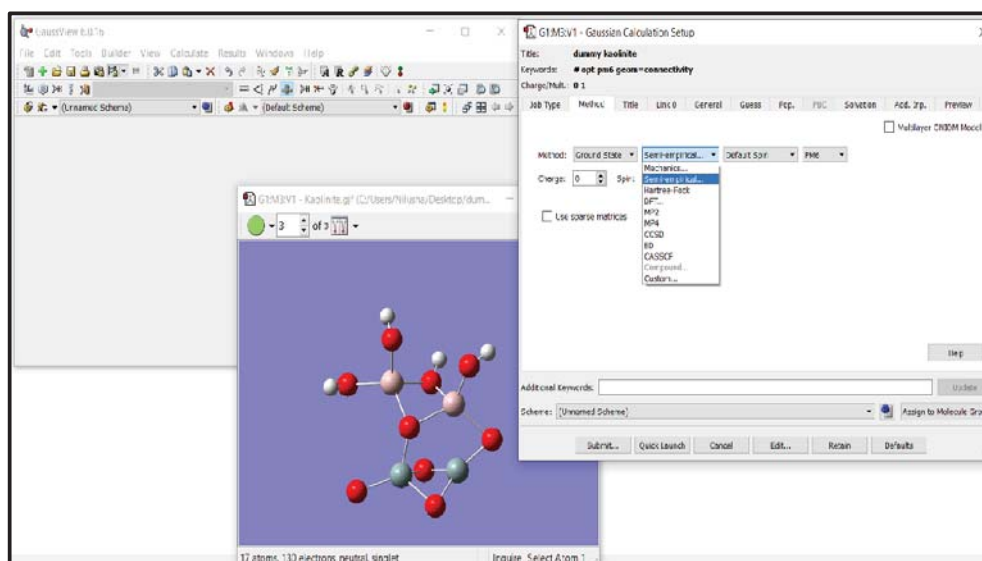 GaussView 6.0.16
File Edit Tools Builder View Calculate Results Windows Help
(Unnamed Scheme)
(Default Scheme)
G1:M3:V1 - Kaolinite.gjf (C:/Users/Nilusha/Desktop/dum...
3 of 3
17 atoms, 130 electrons, neutral, singlet
Inquire Select Atom 1
G1:M3:V1 - Gaussian Calculation Setup
Title: dummy kaolinite
Keywords: # opt pm6 geom=connectivity
Charge/Mult.: 0 1
Job Type Method Title Link 0 General Guess Pop. PBC Solvation Add. Inp. Preview
Multilayer ONIOM Model
Method: Ground State Semi-empirical... Default Spin PM6
Mechanics...
Charge: 0 Spin: Semi-empirical...
Hartree-Fock
DFT...
Use sparse matrices MP2
MP4
CCSD
BD
CASSCF
Compound...
Custom...
Help
Additional Keywords: Update
Scheme: (Unnamed Scheme) Assign to Molecule Gro
Submit... Quick Launch Cancel Edit... Retain Defaults